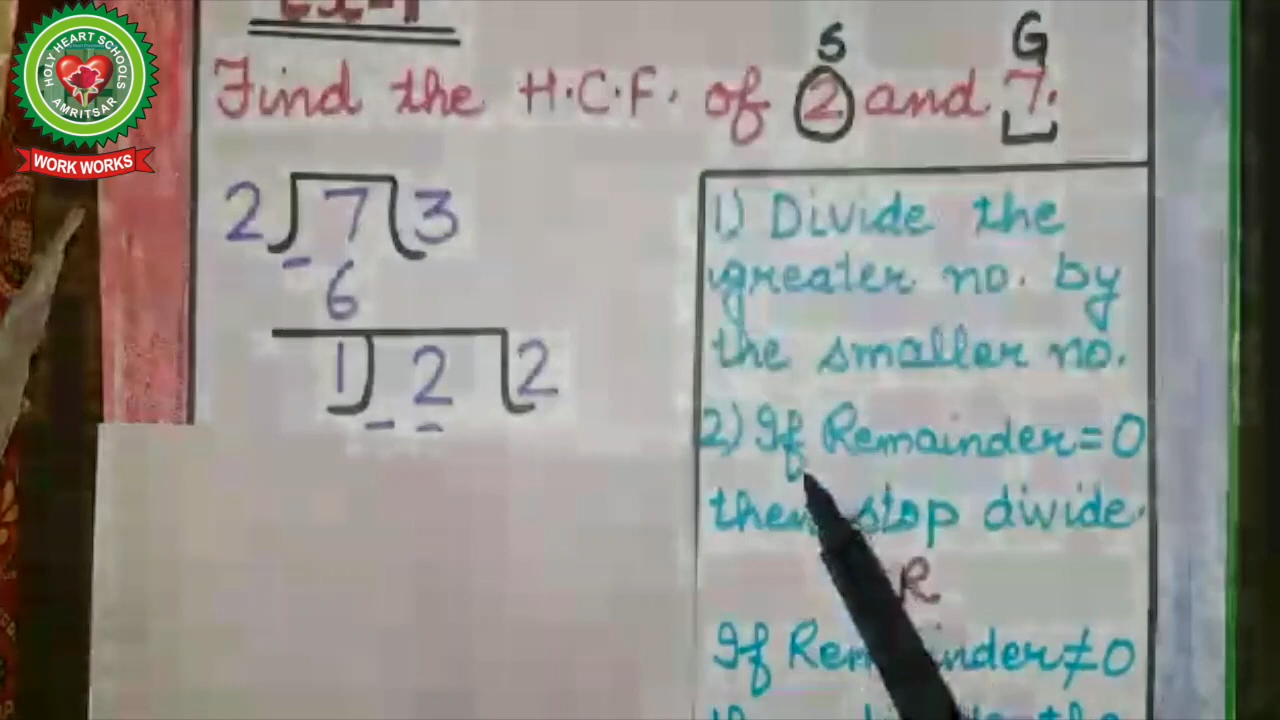 HOLY HEART SCHOOLS
AMRITSAR
WORK WORKS
S G
Find the H.C.F. of 2 and 7.
2 7 3
- 6
1 2 2
- -
1) Divide the
greater no. by
the smaller no.
2) If Remainder=0
then stop divide.
R
If Remainder≠0
the